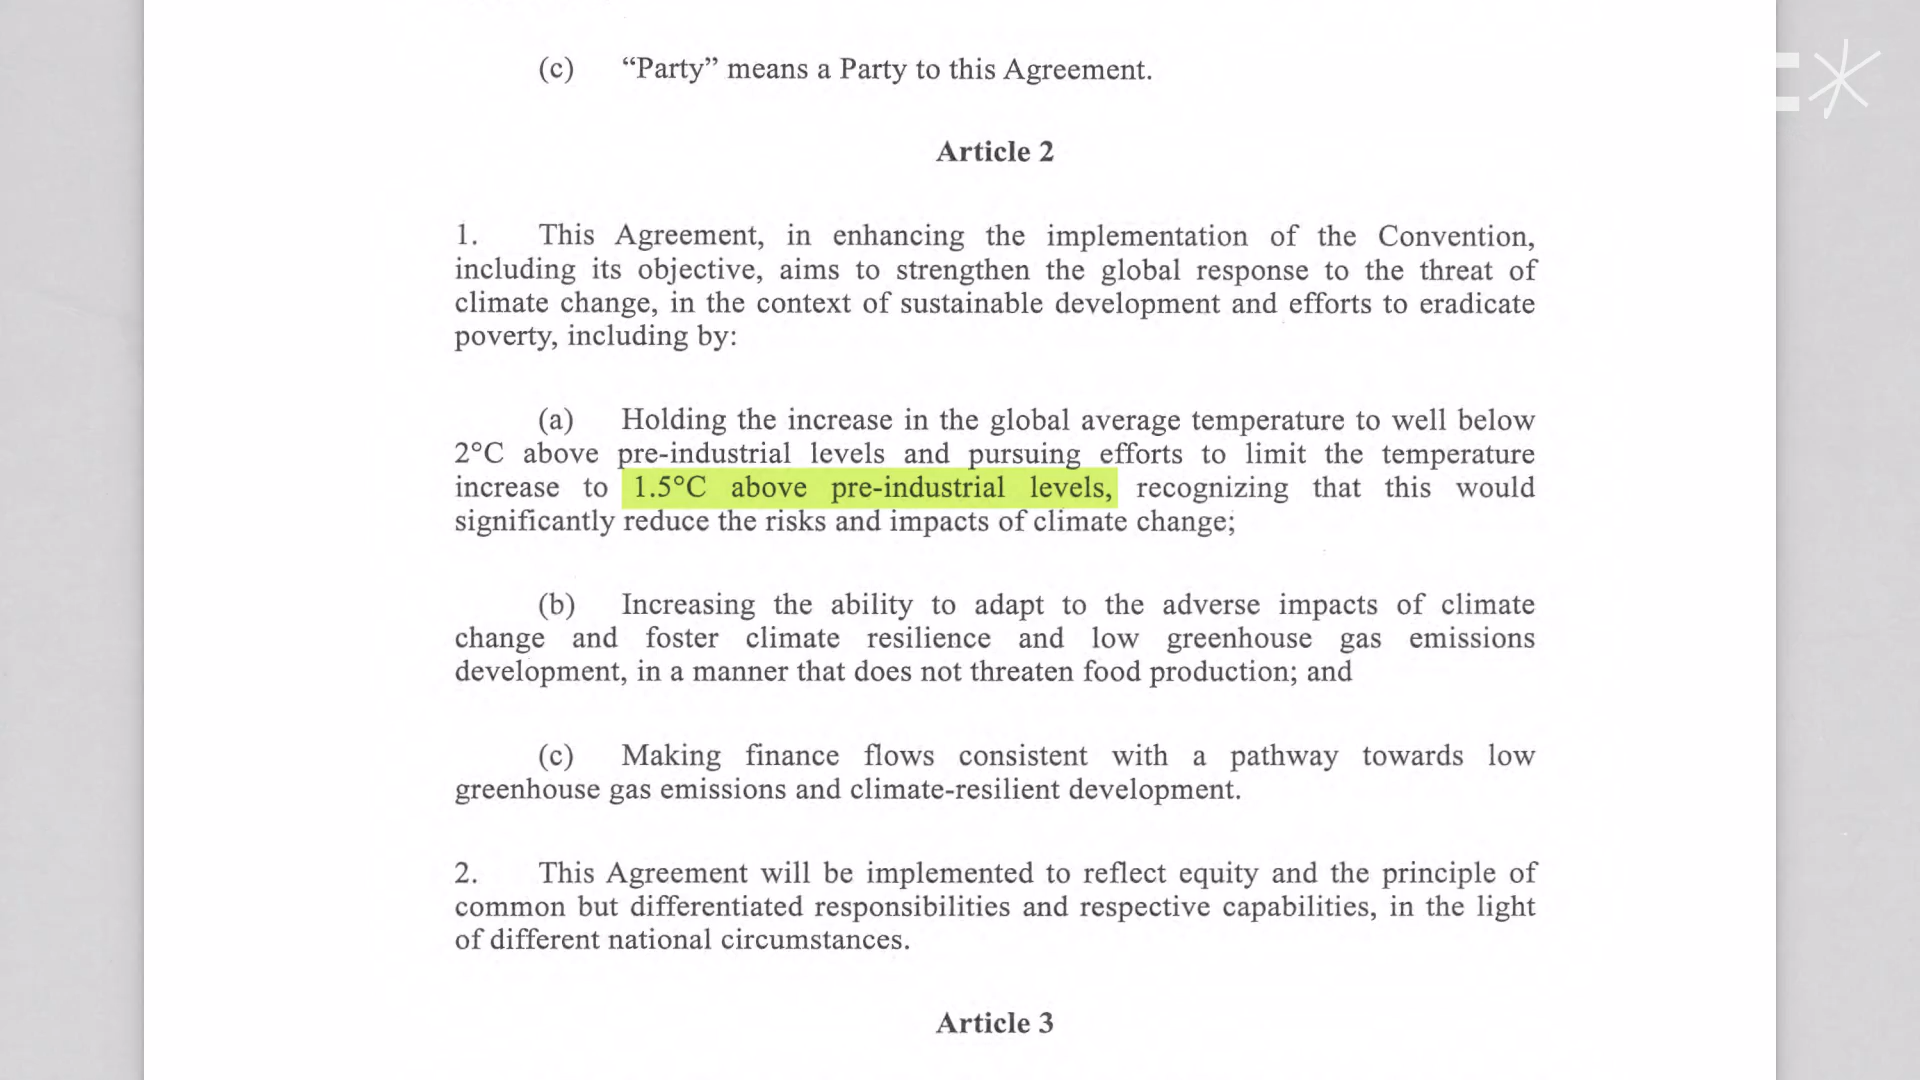 (c) “Party” means a Party to this Agreement.
Article 2
1. This Agreement, in enhancing the implementation of the Convention,
including its objective, aims to strengthen the global response to the threat of
climate change, in the context of sustainable development and efforts to eradicate
poverty, including by:
(a) Holding the increase in the global average temperature to well below
2°C above pre-industrial levels and pursuing efforts to limit the temperature
increase to 1.5°C above pre-industrial levels, recognizing that this would
significantly reduce the risks and impacts of climate change;
(b) Increasing the ability to adapt to the adverse impacts of climate
change and foster climate resilience and low greenhouse gas emissions
development, in a manner that does not threaten food production; and
(c) Making finance flows consistent with a pathway towards low
greenhouse gas emissions and climate-resilient development.
2. This Agreement will be implemented to reflect equity and the principle of
common but differentiated responsibilities and respective capabilities, in the light
of different national circumstances.
Article 3